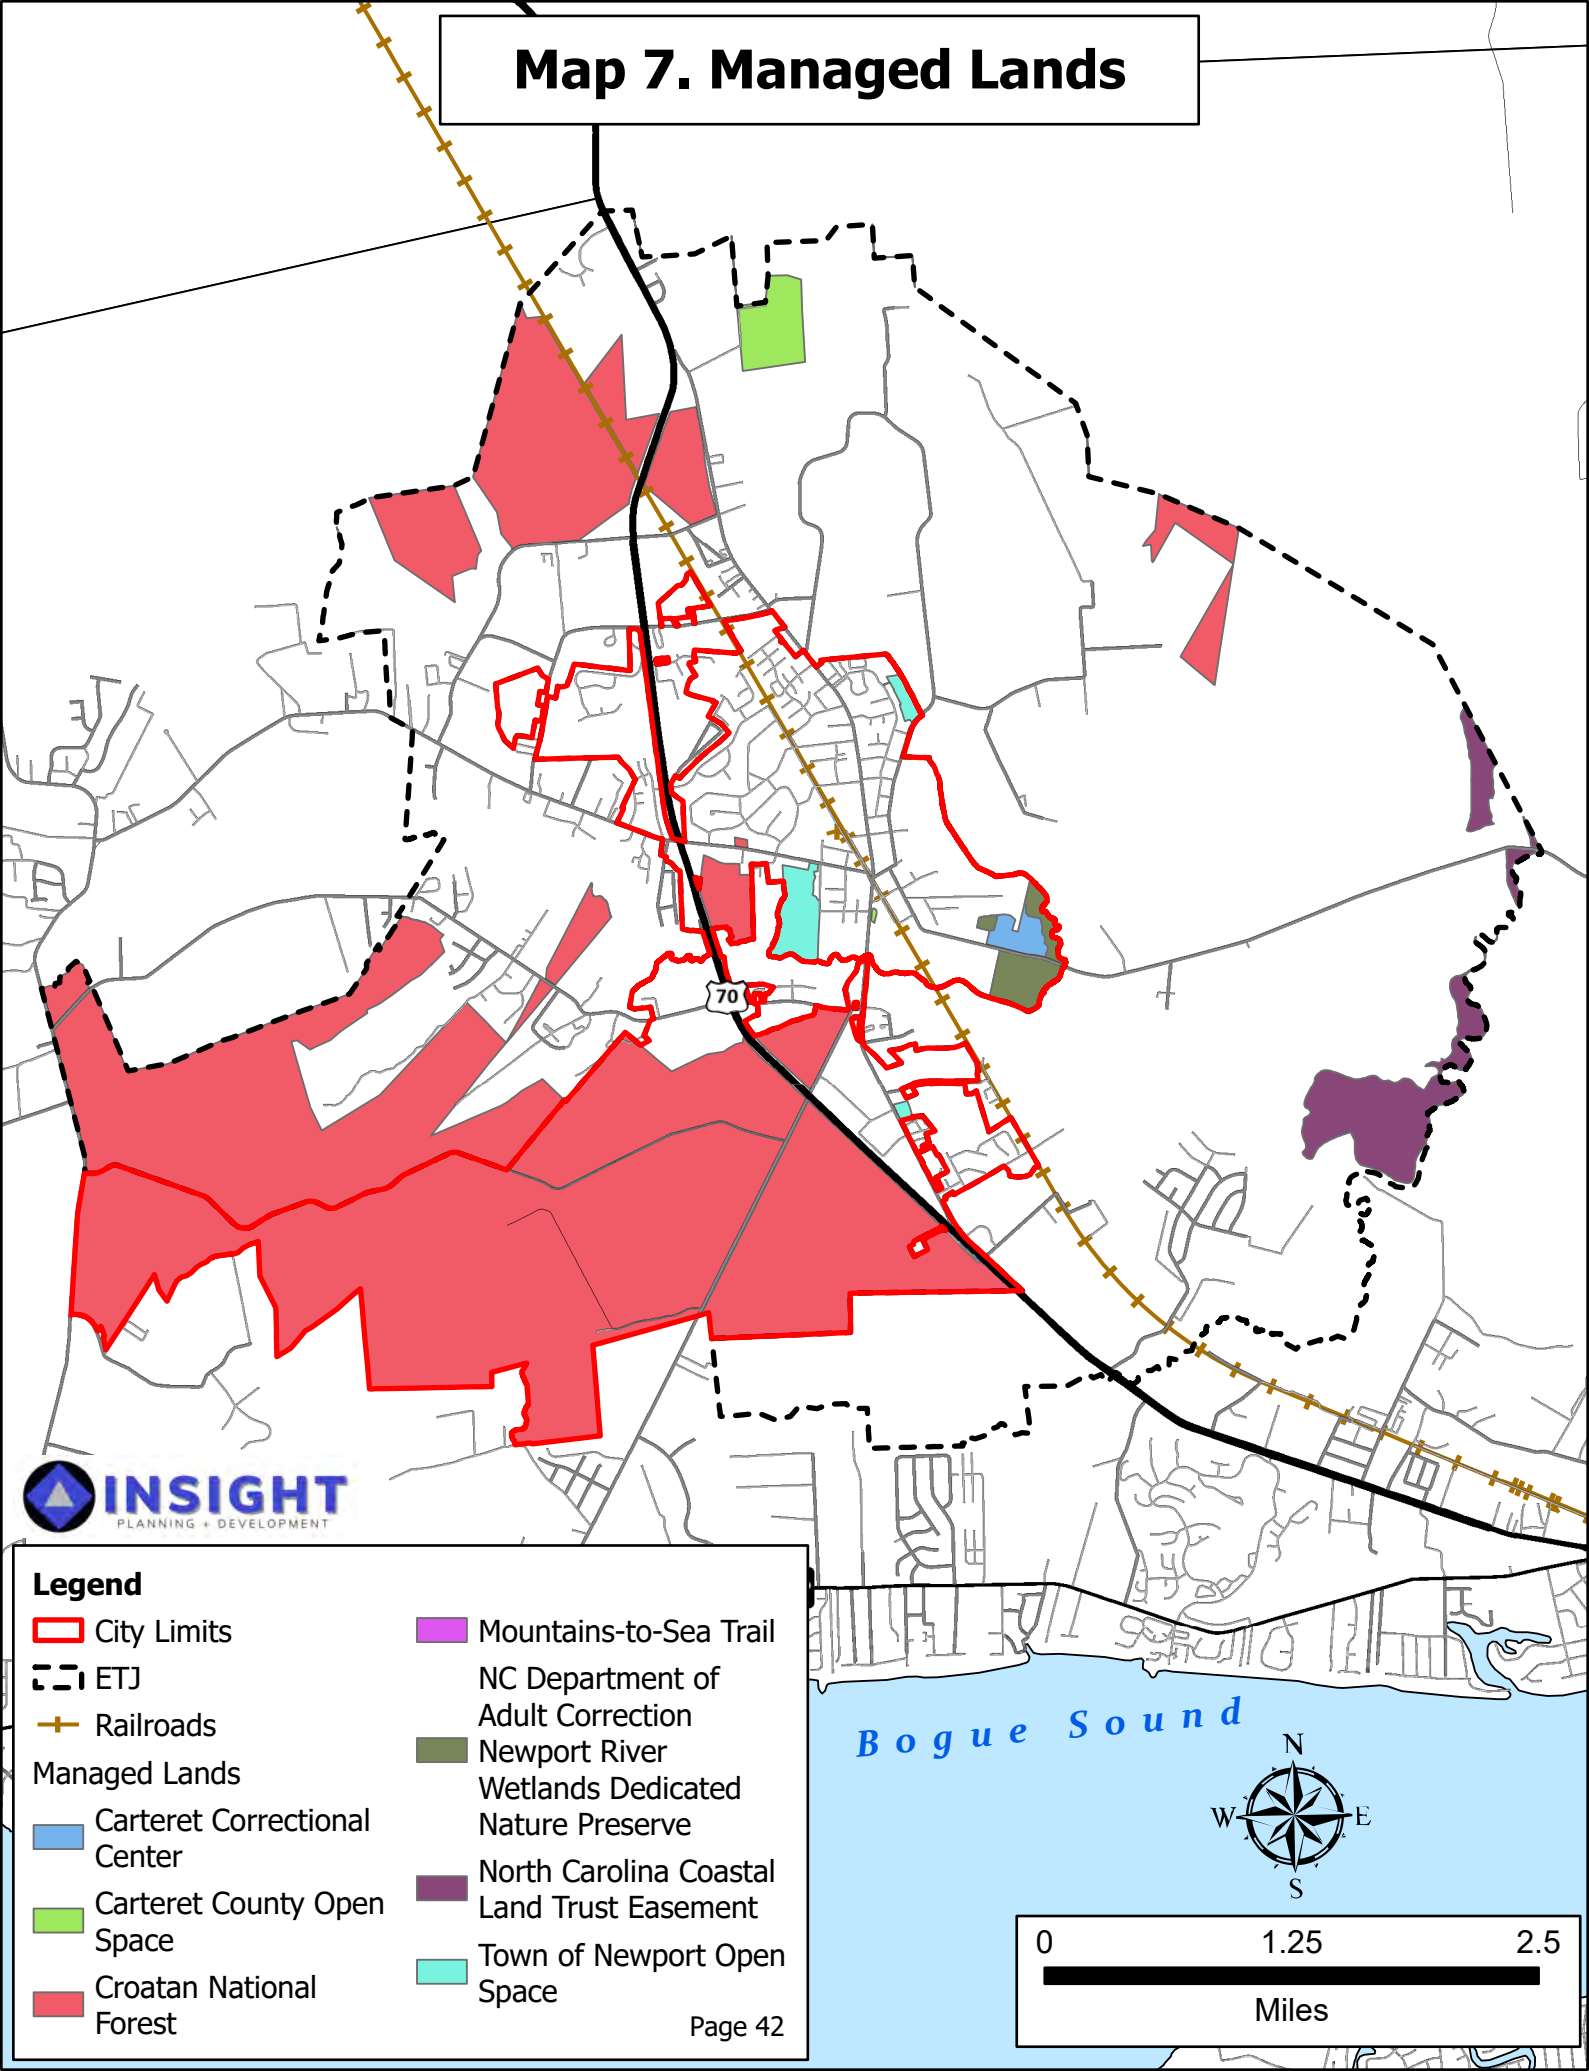 Map 7. Managed Lands
70
INSIGHT
PLANNING + DEVELOPMENT
Legend
City Limits
ETJ
Railroads
Managed Lands
Carteret Correctional
Center
Carteret County Open
Space
Croatan National
Forest
Mountains-to-Sea Trail
NC Department of
Adult Correction
Newport River
Wetlands Dedicated
Nature Preserve
North Carolina Coastal
Land Trust Easement
Town of Newport Open
Space
Page 42
Bogue Sound
N
W E
S
0 1.25 2.5
Miles